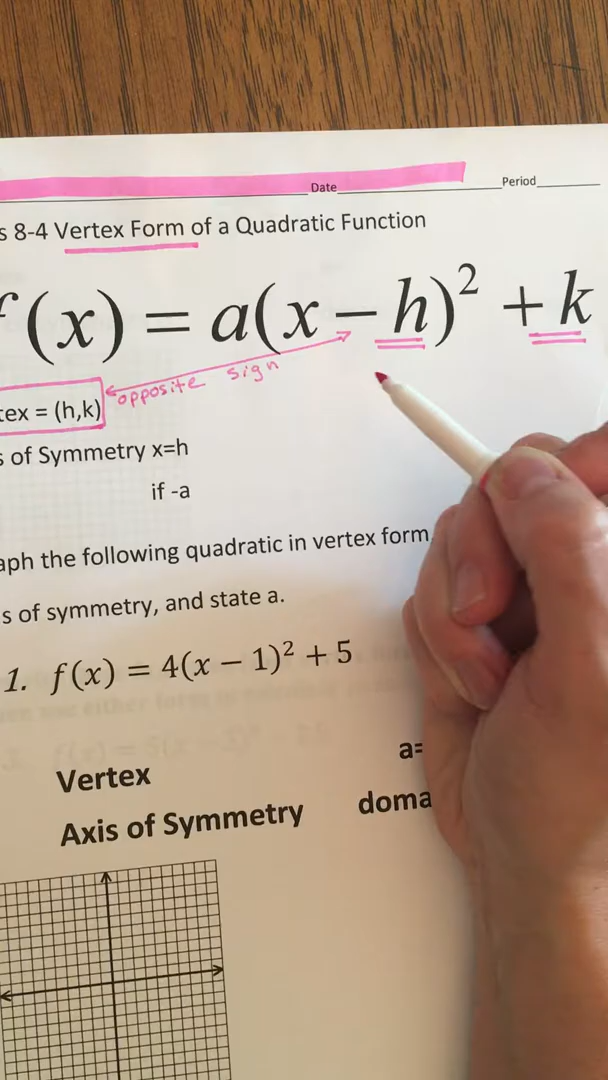 Date Period
s 8-4 Vertex Form of a Quadratic Function
f(x) = a(x − h)² + k
opposite sign
tex = (h,k)
s of Symmetry x=h
if -a
aph the following quadratic in vertex form
s of symmetry, and state a.
1. f(x) = 4(x − 1)² + 5
Vertex a=
Axis of Symmetry doma